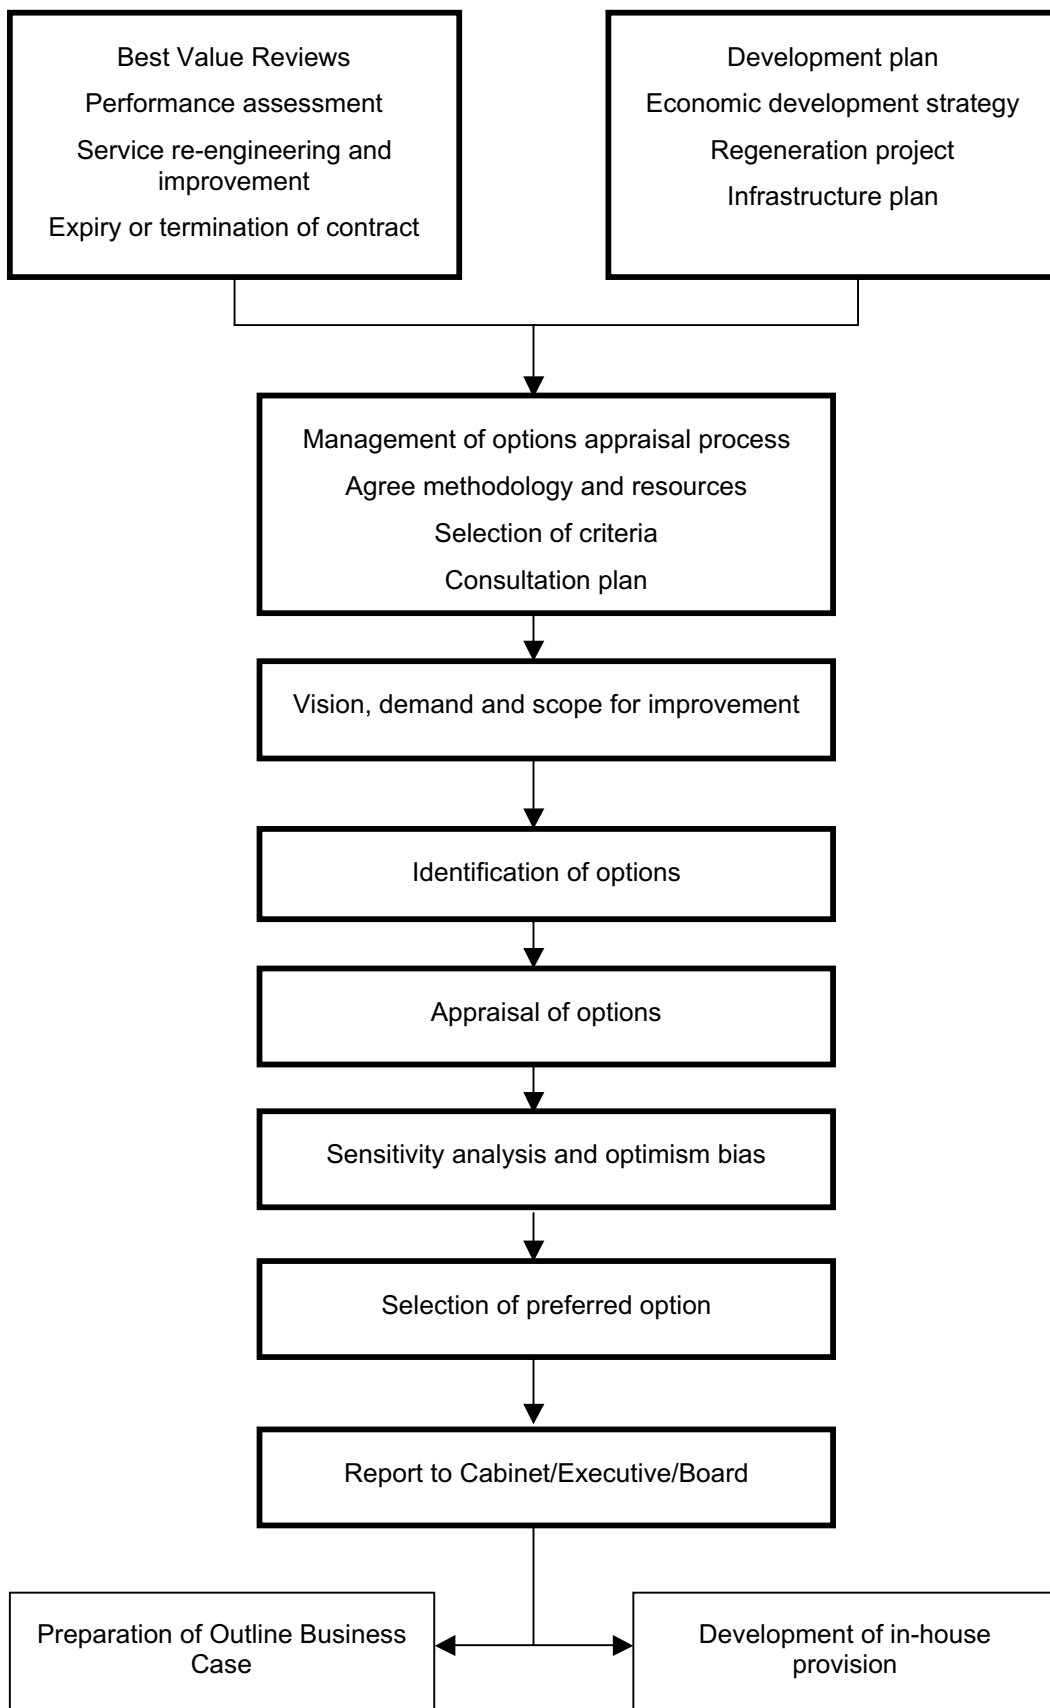 Best Value Reviews
Performance assessment
Service re-engineering and
improvement
Expiry or termination of contract
Development plan
Economic development strategy
Regeneration project
Infrastructure plan
Management of options appraisal process
Agree methodology and resources
Selection of criteria
Consultation plan
Vision, demand and scope for improvement
Identification of options
Appraisal of options
Sensitivity analysis and optimism bias
Selection of preferred option
Report to Cabinet/Executive/Board
Preparation of Outline Business
Case
Development of in-house
provision